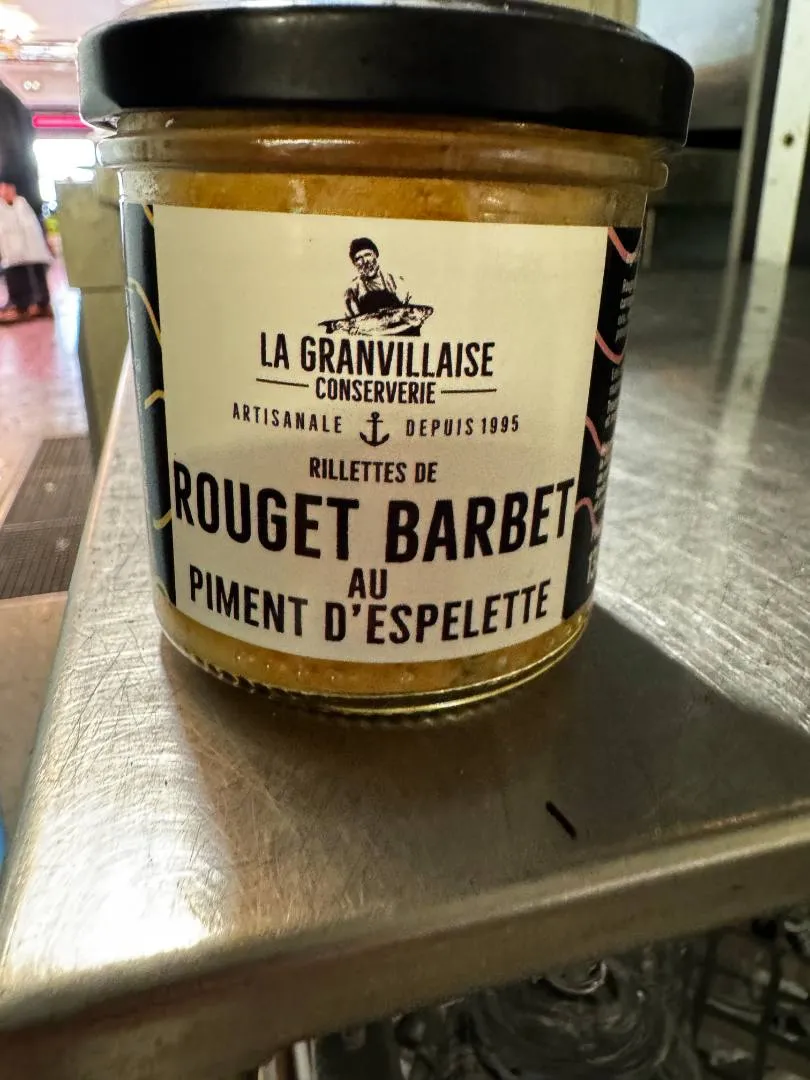 LA GRANVILLAISE
CONSERVERIE
ARTISANALE DEPUIS 1995
RILLETTES DE
ROUGET BARBET
AU
PIMENT D'ESPELETTE